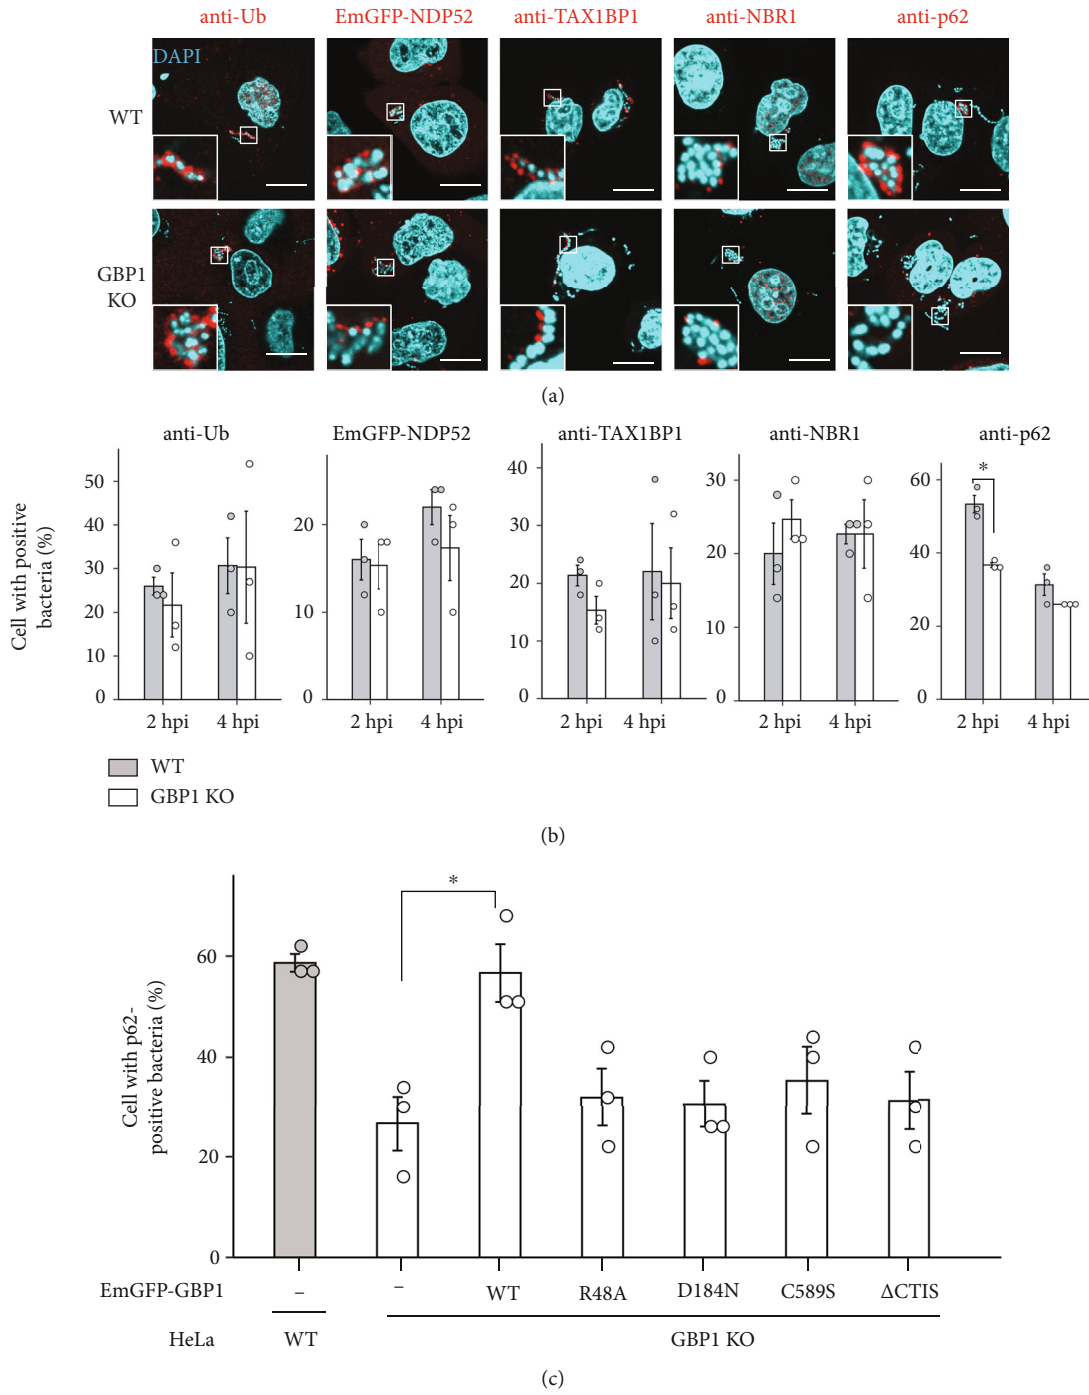 anti-Ub EmGFP-NDP52 anti-TAX1BP1 anti-NBR1 anti-p62
DAPI
WT
GBP1
KO
(a)
anti-Ub EmGFP-NDP52 anti-TAX1BP1 anti-NBR1 anti-p62
Cell with positive
bacteria (%)
50
40
30
20
10
0
2 hpi 4 hpi
20
10
0
2 hpi 4 hpi
40
30
20
10
0
2 hpi 4 hpi
30
20
10
0
2 hpi 4 hpi
60
40
20
0
*
2 hpi 4 hpi
WT
GBP1 KO
(b)
Cell with p62-
positive bacteria (%)
60
40
20
0
*
EmGFP-GBP1 – – WT R48A D184N C589S ΔCTIS
HeLa WT GBP1 KO
(c)